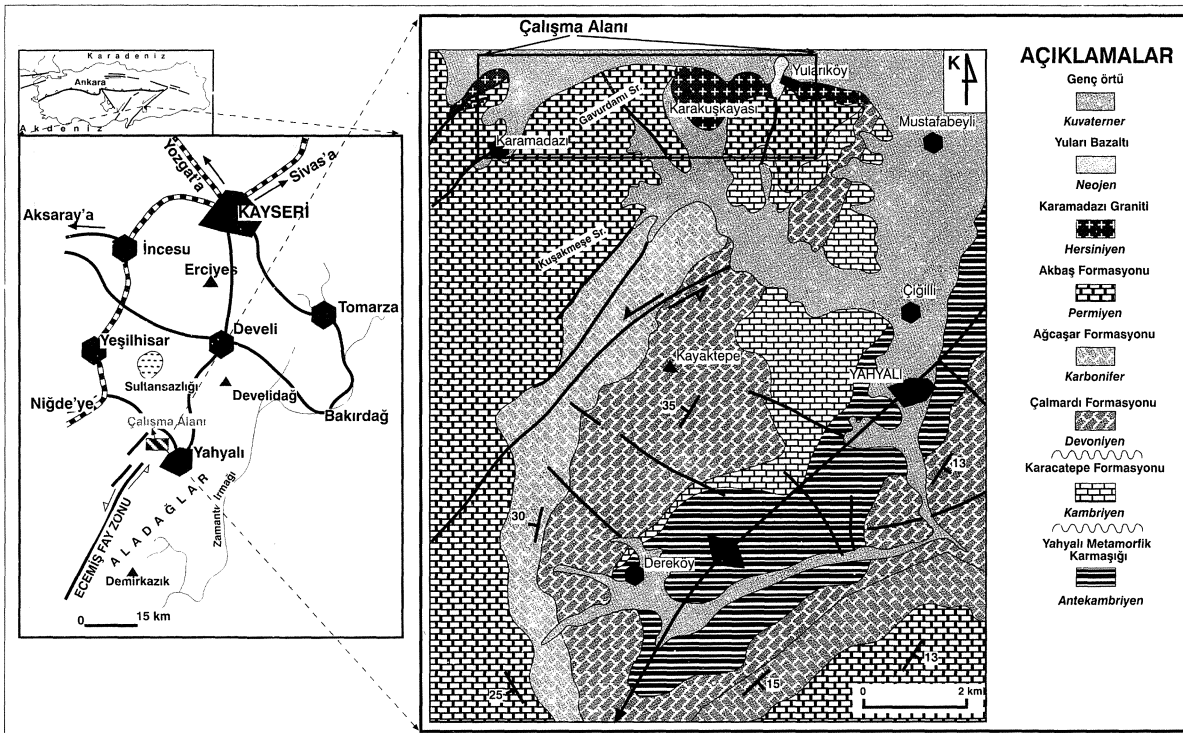 Karadeniz
Ankara
Akdeniz
Yozgat'a
Sivas'a
KAYSERİ
Aksaray'a
İncesu
Erciyes
Tomarza
Yeşilhisar
Develi
Sultansazlığı
Develidağ
Niğde'ye
Bakırdağ
Çalışma Alanı
Yahyalı
ECEMİŞ FAY ZONU
ALADAĞLAR
Zamantı Irmağı
Demirkazık
0 15 km
Çalışma Alanı
K
Yularıköy
Gavurdamı Sr.
Karakuşkayası
Mustafabeyli
Karamadazı
Kuşakmeşe Sr.
Çiğilli
Kayaktepe
YAHYALI
35
13
30
Dereköy
13
25
15
0 2 km
AÇIKLAMALAR
Genç örtü
Kuvaterner
Yuları Bazaltı
Neojen
Karamadazı Graniti
Hersiniyen
Akbaş Formasyonu
Permiyen
Ağcaşar Formasyonu
Karbonifer
Çalmardı Formasyonu
Devoniyen
Karacatepe Formasyonu
Kambriyen
Yahyalı Metamorfik
Karmaşığı
Antekambriyen